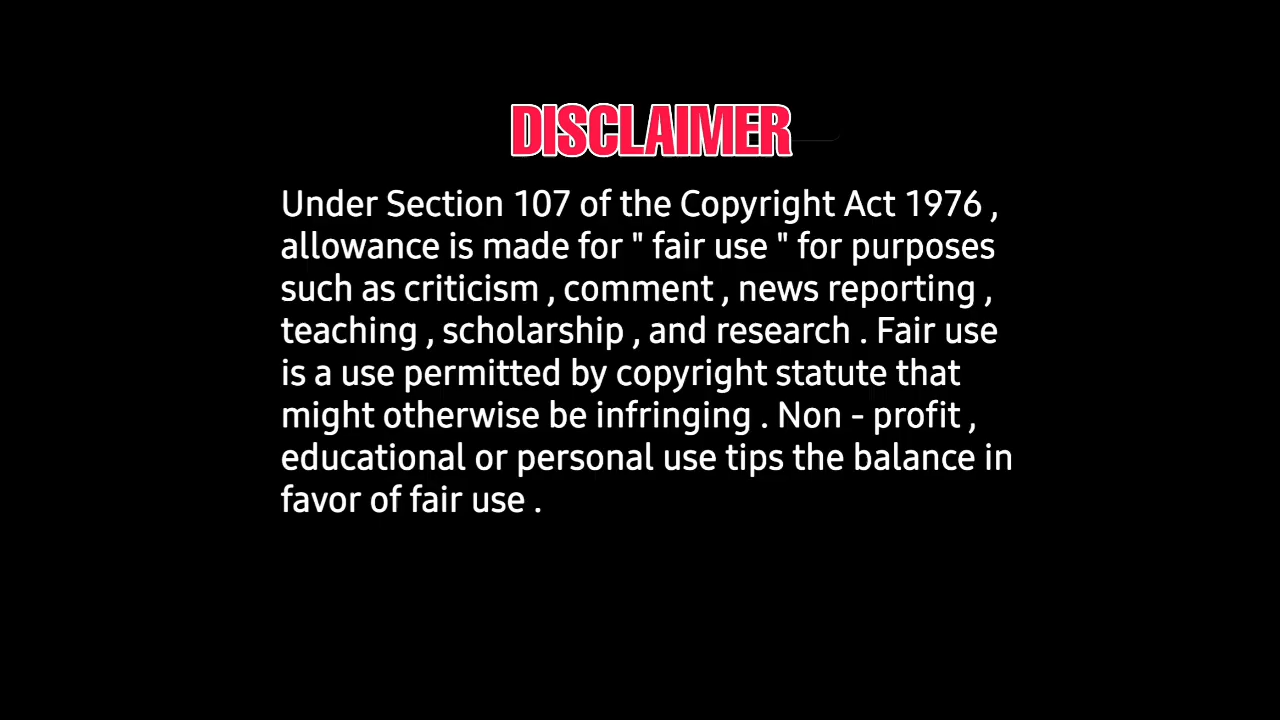 DISCLAIMER
Under Section 107 of the Copyright Act 1976 ,
allowance is made for " fair use " for purposes
such as criticism , comment , news reporting ,
teaching , scholarship , and research . Fair use
is a use permitted by copyright statute that
might otherwise be infringing . Non - profit ,
educational or personal use tips the balance in
favor of fair use .